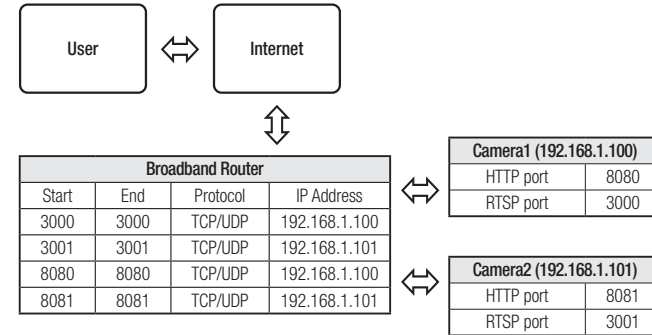 User
Internet
Broadband Router
Start End Protocol IP Address
3000 3000 TCP/UDP 192.168.1.100
3001 3001 TCP/UDP 192.168.1.101
8080 8080 TCP/UDP 192.168.1.100
8081 8081 TCP/UDP 192.168.1.101
Camera1 (192.168.1.100)
HTTP port 8080
RTSP port 3000
Camera2 (192.168.1.101)
HTTP port 8081
RTSP port 3001